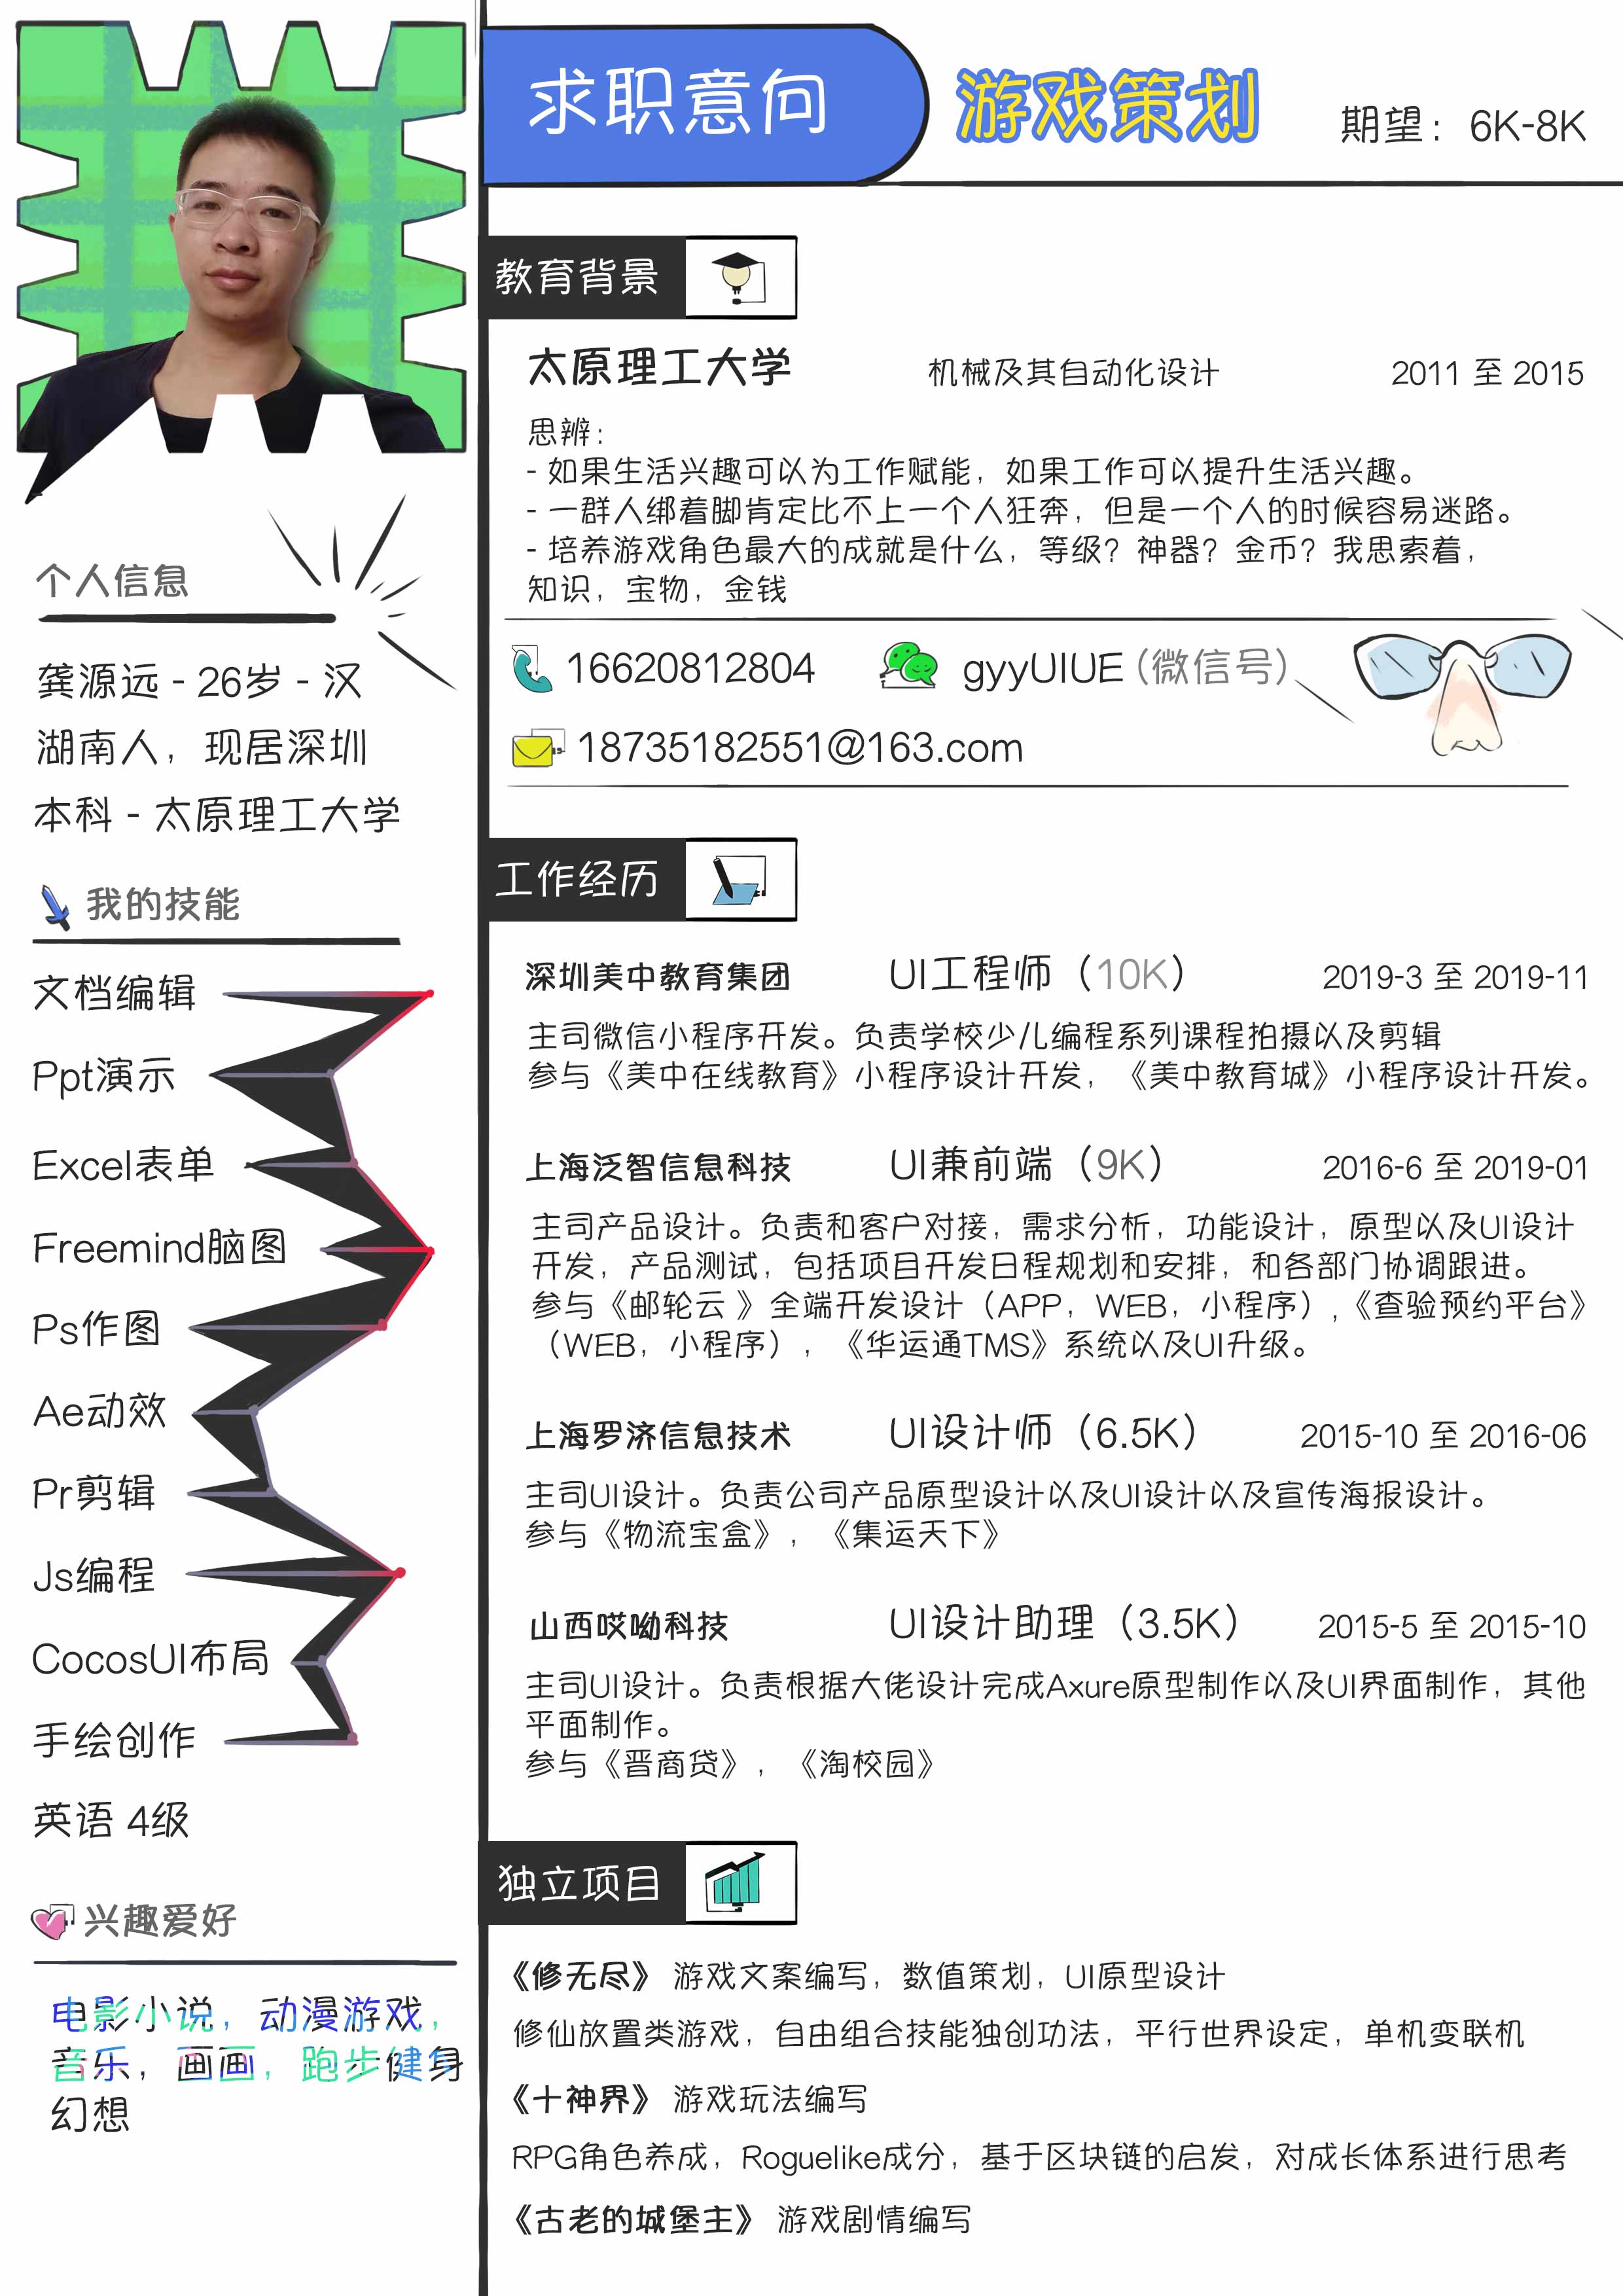 求职意向
游戏策划
期望：6K-8K
教育背景
太原理工大学 机械及其自动化设计 2011 至 2015
思辨：
- 如果生活兴趣可以为工作赋能，如果工作可以提升生活兴趣。
- 一群人绑着脚肯定比不上一个人狂奔，但是一个人的时候容易迷路。
- 培养游戏角色最大的成就是什么，等级？神器？金币？我思索着，
知识，宝物，金钱
16620812804 gyyUIUE（微信号）
18735182551@163.com
个人信息
龚源远 - 26岁 - 汉
湖南人，现居深圳
本科 - 太原理工大学
我的技能
文档编辑
Ppt演示
Excel表单
Freemind脑图
Ps作图
Ae动效
Pr剪辑
Js编程
CocosUI布局
手绘创作
英语 4级
兴趣爱好
电影小说，动漫游戏，
音乐，画画，跑步健身
幻想
工作经历
深圳美中教育集团 UI工程师（10K） 2019-3 至 2019-11
主司微信小程序开发。负责学校少儿编程系列课程拍摄以及剪辑
参与《美中在线教育》小程序设计开发，《美中教育城》小程序设计开发。
上海泛智信息科技 UI兼前端（9K） 2016-6 至 2019-01
主司产品设计。负责和客户对接，需求分析，功能设计，原型以及UI设计
开发，产品测试，包括项目开发日程规划和安排，和各部门协调跟进。
参与《邮轮云 》全端开发设计（APP，WEB，小程序）,《查验预约平台》
（WEB，小程序），《华运通TMS》系统以及UI升级。
上海罗济信息技术 UI设计师（6.5K） 2015-10 至 2016-06
主司UI设计。负责公司产品原型设计以及UI设计以及宣传海报设计。
参与《物流宝盒》，《集运天下》
山西哎呦科技 UI设计助理（3.5K） 2015-5 至 2015-10
主司UI设计。负责根据大佬设计完成Axure原型制作以及UI界面制作，其他
平面制作。
参与《晋商贷》，《淘校园》
独立项目
《修无尽》 游戏文案编写，数值策划，UI原型设计
修仙放置类游戏，自由组合技能独创功法，平行世界设定，单机变联机
《十神界》 游戏玩法编写
RPG角色养成，Roguelike成分，基于区块链的启发，对成长体系进行思考
《古老的城堡主》 游戏剧情编写